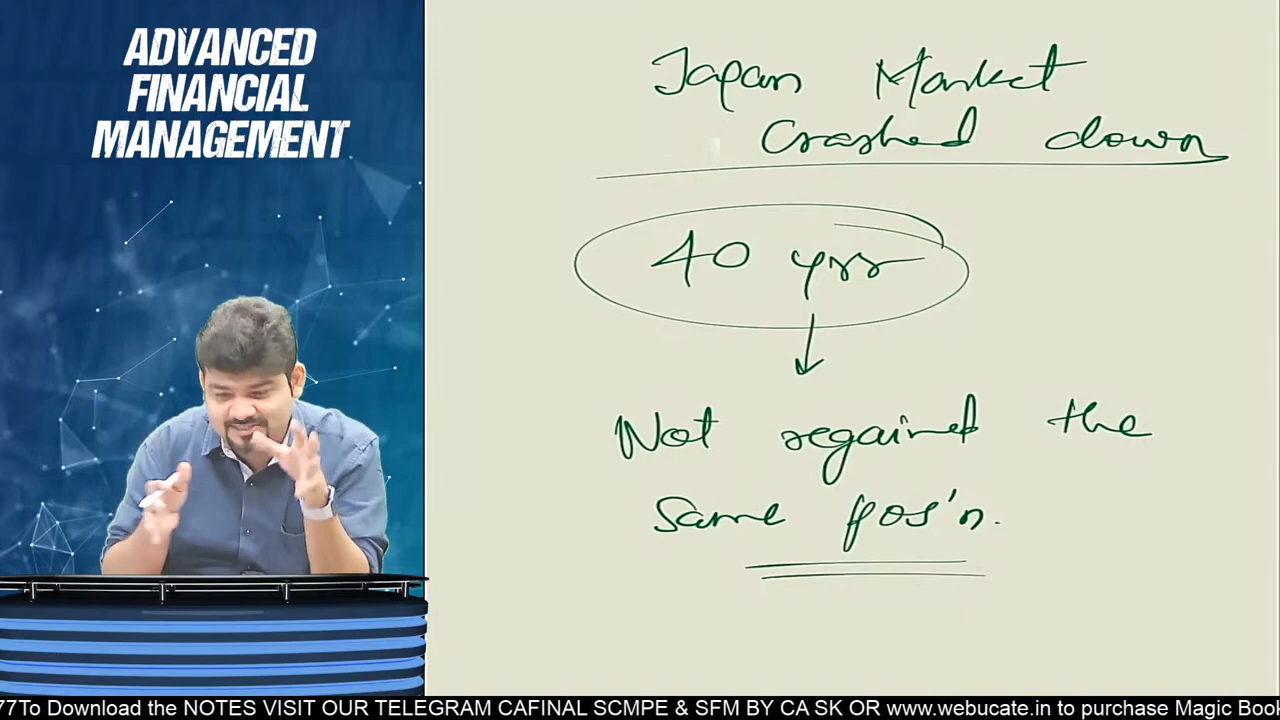 ADVANCED
FINANCIAL
MANAGEMENT
Japan Market
Crashed down
40 yrs
Not regained the
same pos'n.
77To Download the NOTES VISIT OUR TELEGRAM CAFINAL SCMPE & SFM BY CA SK OR www.webucate.in to purchase Magic Book